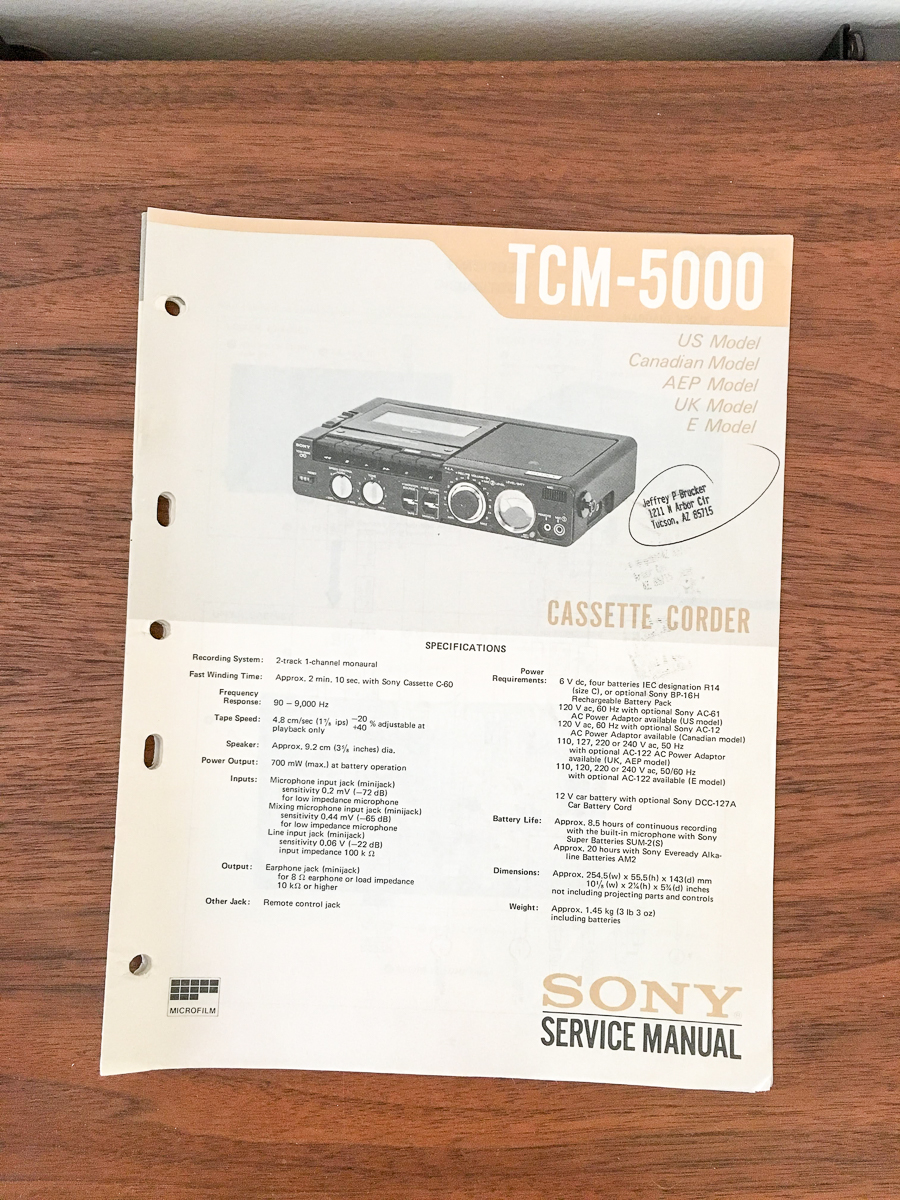 TCM-5000
US Model
Canadian Model
AEP Model
UK Model
E Model
SONY
Jeffrey P Brucker
1211 N Arbor Cir
Tucson, AZ 85715
CASSETTE-CORDER
SPECIFICATIONS
Recording System: 2-track 1-channel monaural
Fast Winding Time: Approx. 2 min. 10 sec. with Sony Cassette C-60
Frequency
Response: 90 – 9,000 Hz
Tape Speed: 4.8 cm/sec (1⅞ ips) −20 +40 % adjustable at
playback only
Speaker: Approx. 9.2 cm (3⅝ inches) dia.
Power Output: 700 mW (max.) at battery operation
Inputs: Microphone input jack (minijack)
sensitivity 0.2 mV (−72 dB)
for low impedance microphone
Mixing microphone input jack (minijack)
sensitivity 0.44 mV (−65 dB)
for low impedance microphone
Line input jack (minijack)
sensitivity 0.06 V (−22 dB)
input impedance 100 k Ω
Output: Earphone jack (minijack)
for 8 Ω earphone or load impedance
10 kΩ or higher
Other Jack: Remote control jack
Power
Requirements: 6 V dc, four batteries IEC designation R14
(size C), or optional Sony BP-16H
Rechargeable Battery Pack
120 V ac, 60 Hz with optional Sony AC-61
AC Power Adaptor available (US model)
120 V ac, 60 Hz with optional Sony AC-12
AC Power Adaptor available (Canadian model)
110, 127, 220 or 240 V ac, 50 Hz
with optional AC-122 AC Power Adaptor
available (UK, AEP model)
110, 120, 220 or 240 V ac, 50/60 Hz
with optional AC-122 available (E model)
12 V car battery with optional Sony DCC-127A
Car Battery Cord
Battery Life: Approx. 8.5 hours of continuous recording
with the built-in microphone with Sony
Super Batteries SUM-2(S)
Approx. 20 hours with Sony Eveready Alka-
line Batteries AM2
Dimensions: Approx. 254.5(w) x 55.5(h) x 143(d) mm
10⅛ (w) x 2¼(h) x 5¾(d) inches
not including projecting parts and controls
Weight: Approx. 1.45 kg (3 lb 3 oz)
including batteries
MICROFILM
SONY
SERVICE MANUAL